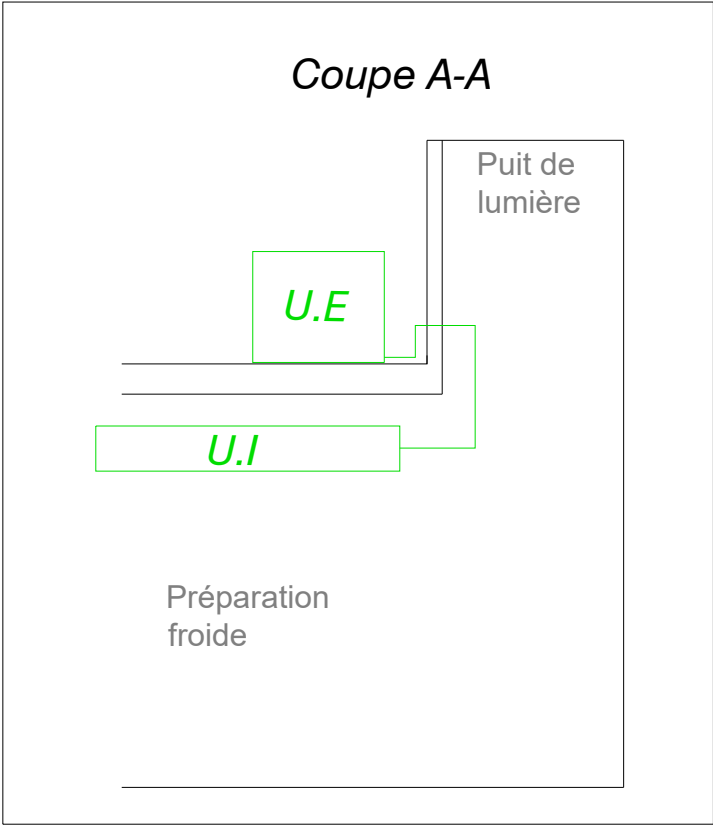 Coupe A-A
Puit de
lumière
U.E
U.I
Préparation
froide